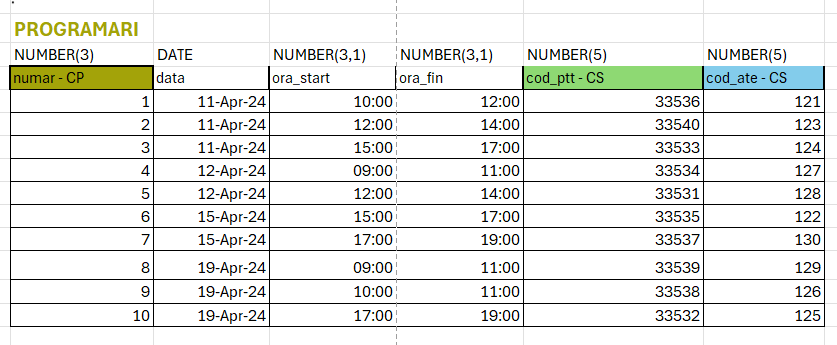 PROGRAMARI
NUMBER(3) DATE NUMBER(3,1) NUMBER(3,1) NUMBER(5) NUMBER(5)
numar - CP data ora_start ora_fin cod_ptt - CS cod_ate - CS
1 11-Apr-24 10:00 12:00 33536 121
2 11-Apr-24 12:00 14:00 33540 123
3 11-Apr-24 15:00 17:00 33533 124
4 12-Apr-24 09:00 11:00 33534 127
5 12-Apr-24 12:00 14:00 33531 128
6 15-Apr-24 15:00 17:00 33535 122
7 15-Apr-24 17:00 19:00 33537 130
8 19-Apr-24 09:00 11:00 33539 129
9 19-Apr-24 10:00 11:00 33538 126
10 19-Apr-24 17:00 19:00 33532 125